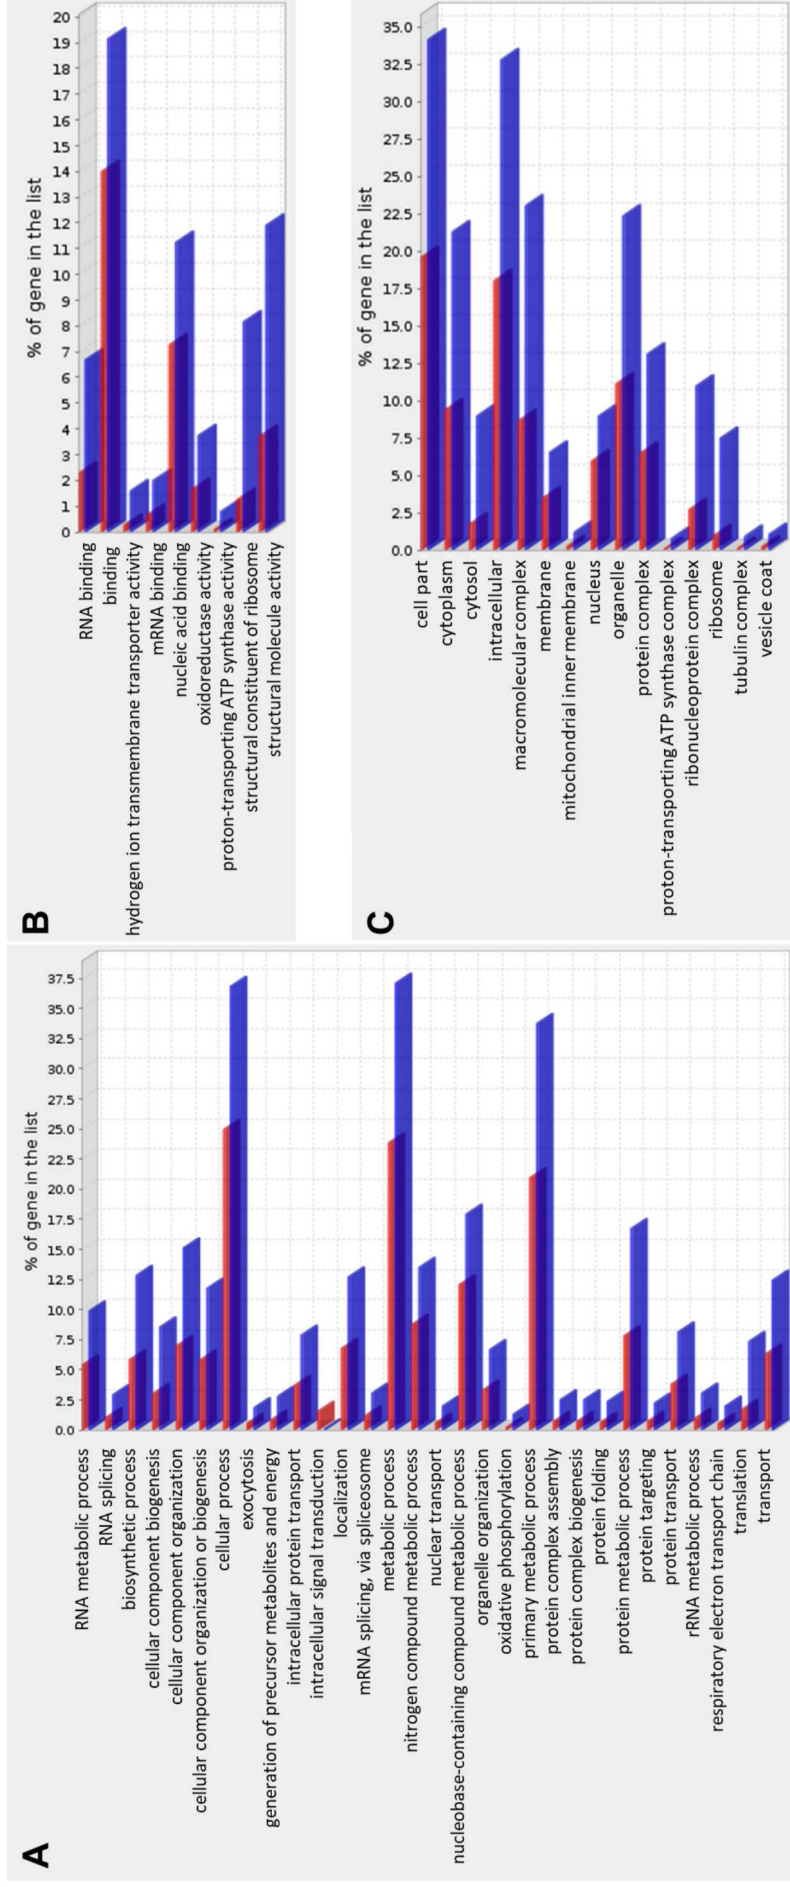 B
% of gene in the list
20
19
18
17
16
15
14
13
12
11
10
9
8
7
6
5
4
3
2
1
0
RNA binding
binding
hydrogen ion transmembrane transporter activity
mRNA binding
nucleic acid binding
oxidoreductase activity
proton-transporting ATP synthase activity
structural constituent of ribosome
structural molecule activity
C
% of gene in the list
35.0
32.5
30.0
27.5
25.0
22.5
20.0
17.5
15.0
12.5
10.0
7.5
5.0
2.5
0.0
cell part
cytoplasm
cytosol
intracellular
macromolecular complex
membrane
mitochondrial inner membrane
nucleus
organelle
protein complex
proton-transporting ATP synthase complex
ribonucleoprotein complex
ribosome
tubulin complex
vesicle coat
A
% of gene in the list
37.5
35.0
32.5
30.0
27.5
25.0
22.5
20.0
17.5
15.0
12.5
10.0
7.5
5.0
2.5
0.0
RNA metabolic process
RNA splicing
biosynthetic process
cellular component biogenesis
cellular component organization
cellular component organization or biogenesis
cellular process
exocytosis
generation of precursor metabolites and energy
intracellular protein transport
intracellular signal transduction
localization
mRNA splicing, via spliceosome
metabolic process
nitrogen compound metabolic process
nuclear transport
nucleobase-containing compound metabolic process
organelle organization
oxidative phosphorylation
primary metabolic process
protein complex assembly
protein complex biogenesis
protein folding
protein metabolic process
protein targeting
protein transport
rRNA metabolic process
respiratory electron transport chain
translation
transport